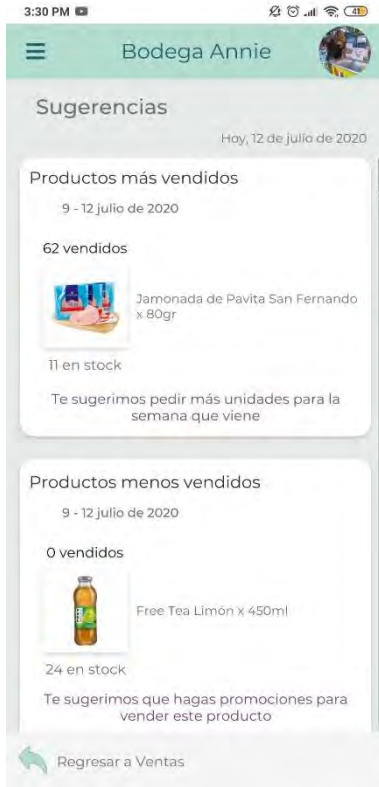 3:30 PM
41
Bodega Annie
Sugerencias
Hoy, 12 de julio de 2020
Productos más vendidos
9 - 12 julio de 2020
62 vendidos
Jamonada de Pavita San Fernando
x 80gr
11 en stock
Te sugerimos pedir más unidades para la
semana que viene
Productos menos vendidos
9 - 12 julio de 2020
0 vendidos
Free Tea Limón x 450ml
24 en stock
Te sugerimos que hagas promociones para
vender este producto
Regresar a Ventas